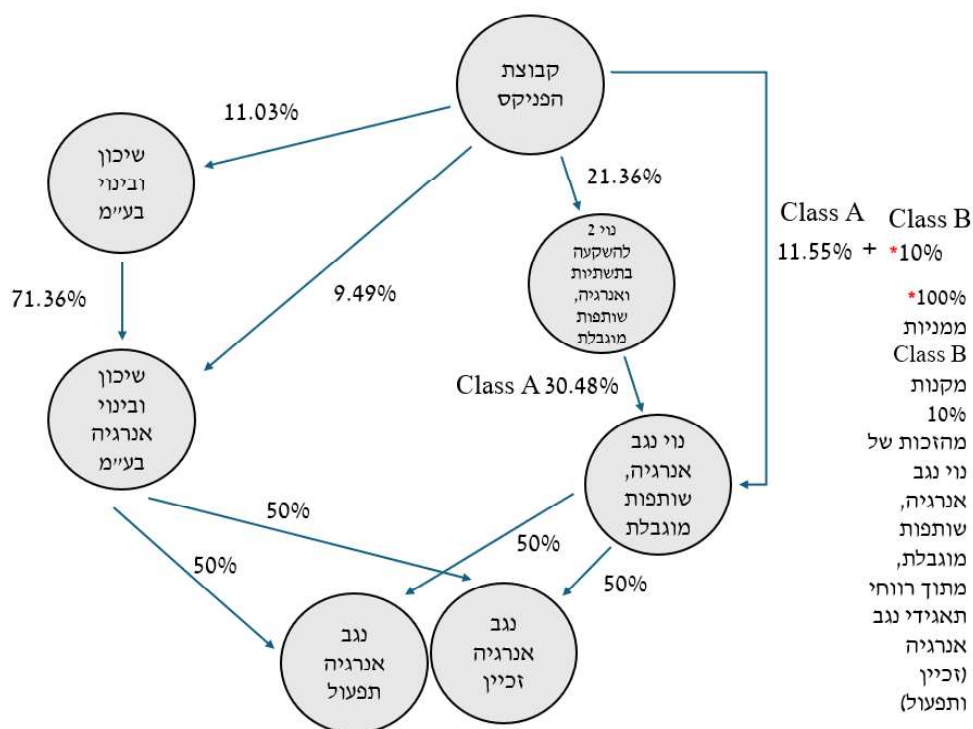 קבוצת
הפניקס
11.03%
שיכון
ובינוי
בע״מ
21.36%
Class A
Class B
11.55% + *10%
נוי 2
להשקעה
בתשתיות
ואנרגיה,
שותפות
מוגבלת
71.36%
9.49%
*100%
ממניות
Class B
מקנות
10%
מהזכות של
נוי נגב
אנרגיה,
שותפות
מוגבלת,
מתוך רווחי
תאגידי נגב
אנרגיה
(זכיין
ותפעול)
שיכון
ובינוי
אנרגיה
בע״מ
Class A 30.48%
נוי נגב
אנרגיה,
שותפות
מוגבלת
50%
50%
50%
50%
נגב
אנרגיה
תפעול
נגב
אנרגיה
זכיין